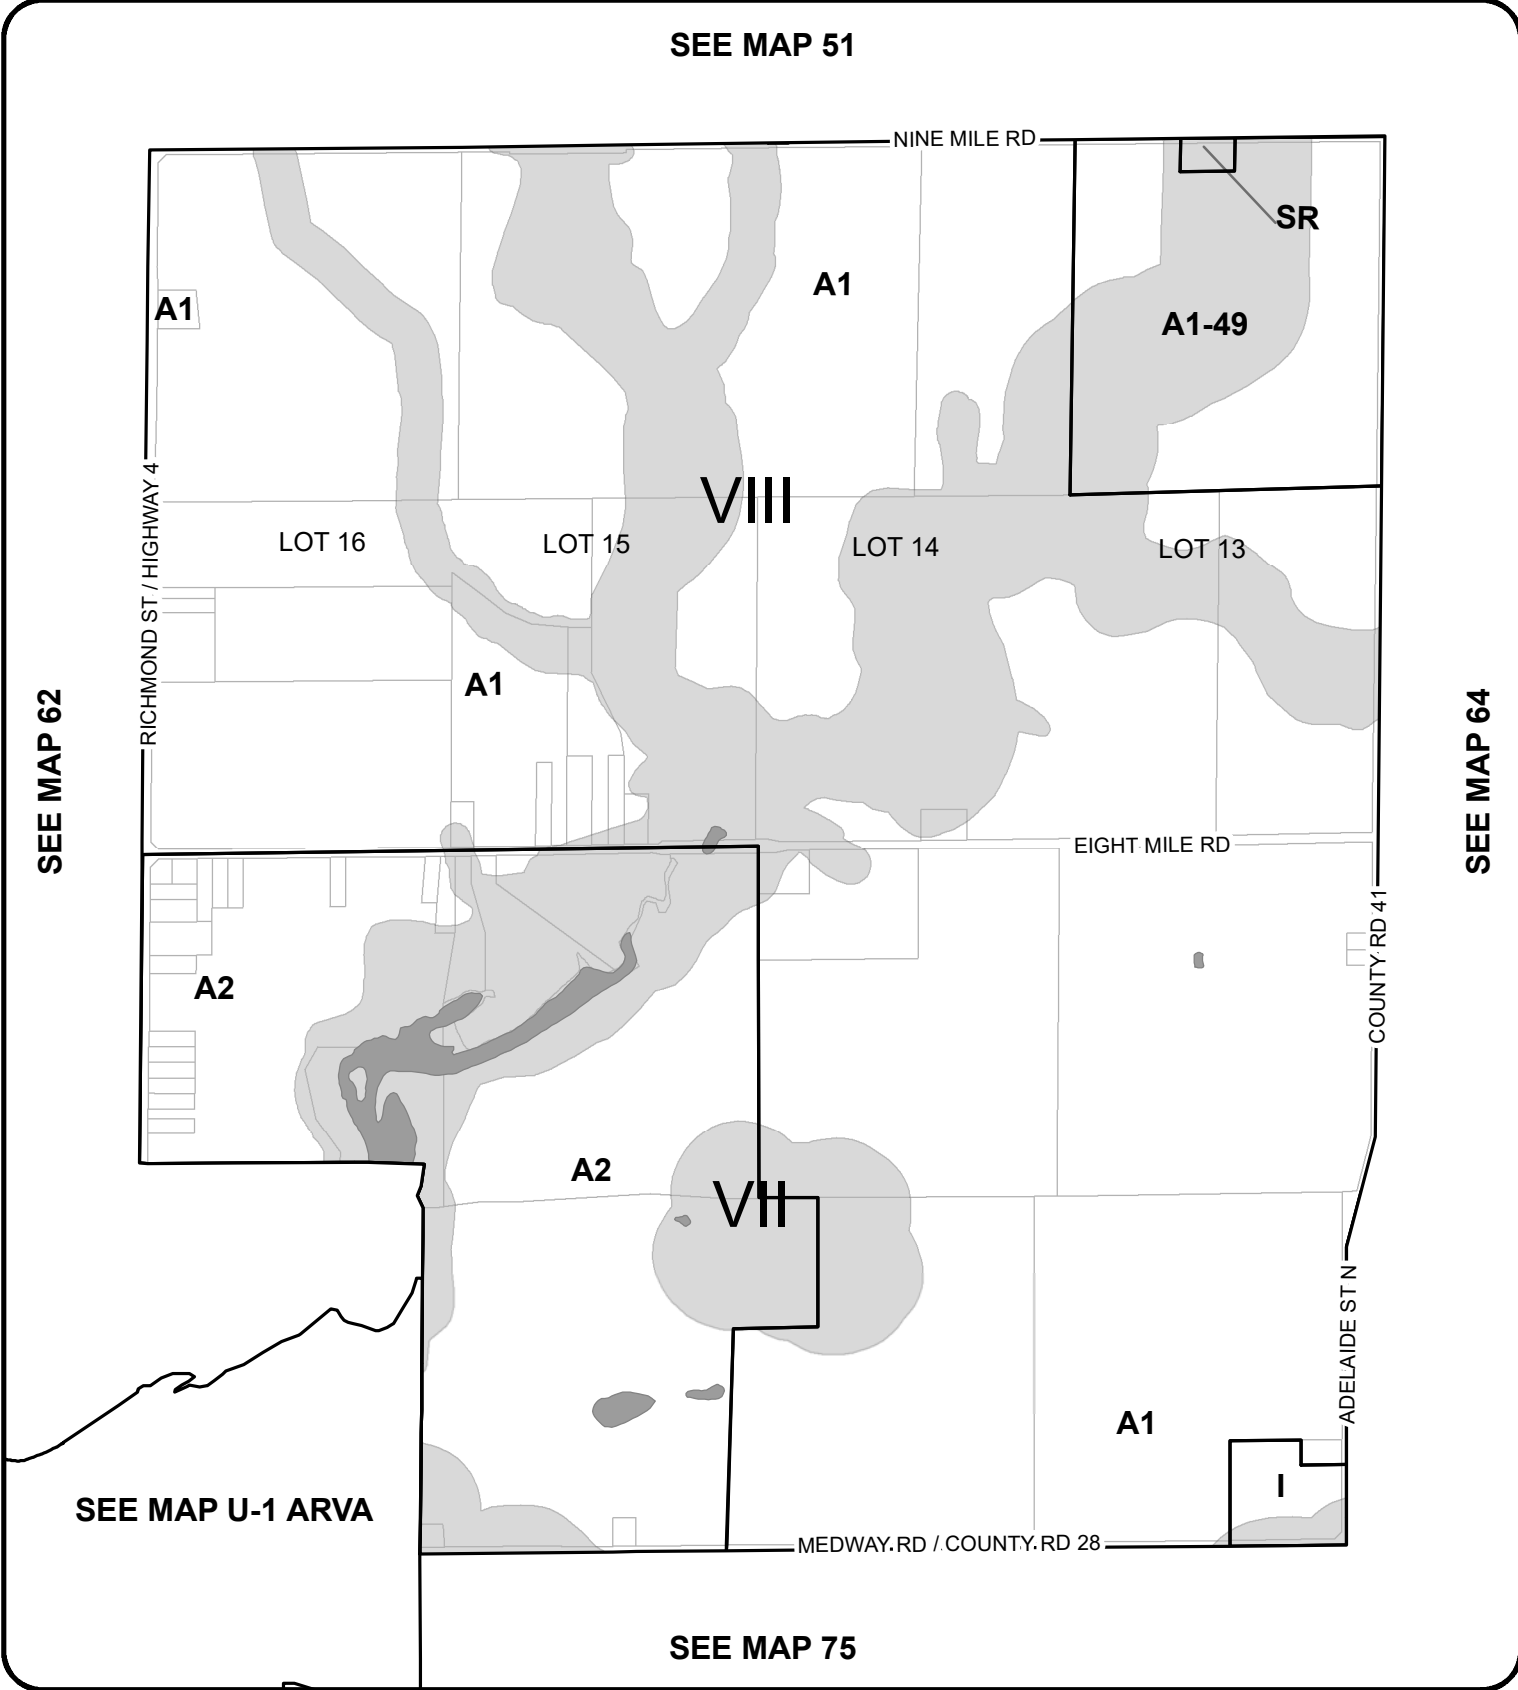 SEE MAP 51
NINE MILE RD
SR
A1
A1
A1-49
VIII
LOT 16
LOT 15
LOT 14
LOT 13
RICHMOND ST / HIGHWAY 4
A1
SEE MAP 62
SEE MAP 64
EIGHT MILE RD
COUNTY RD 41
A2
A2
VII
ADELAIDE ST N
A1
I
SEE MAP U-1 ARVA
MEDWAY RD / COUNTY RD 28
SEE MAP 75